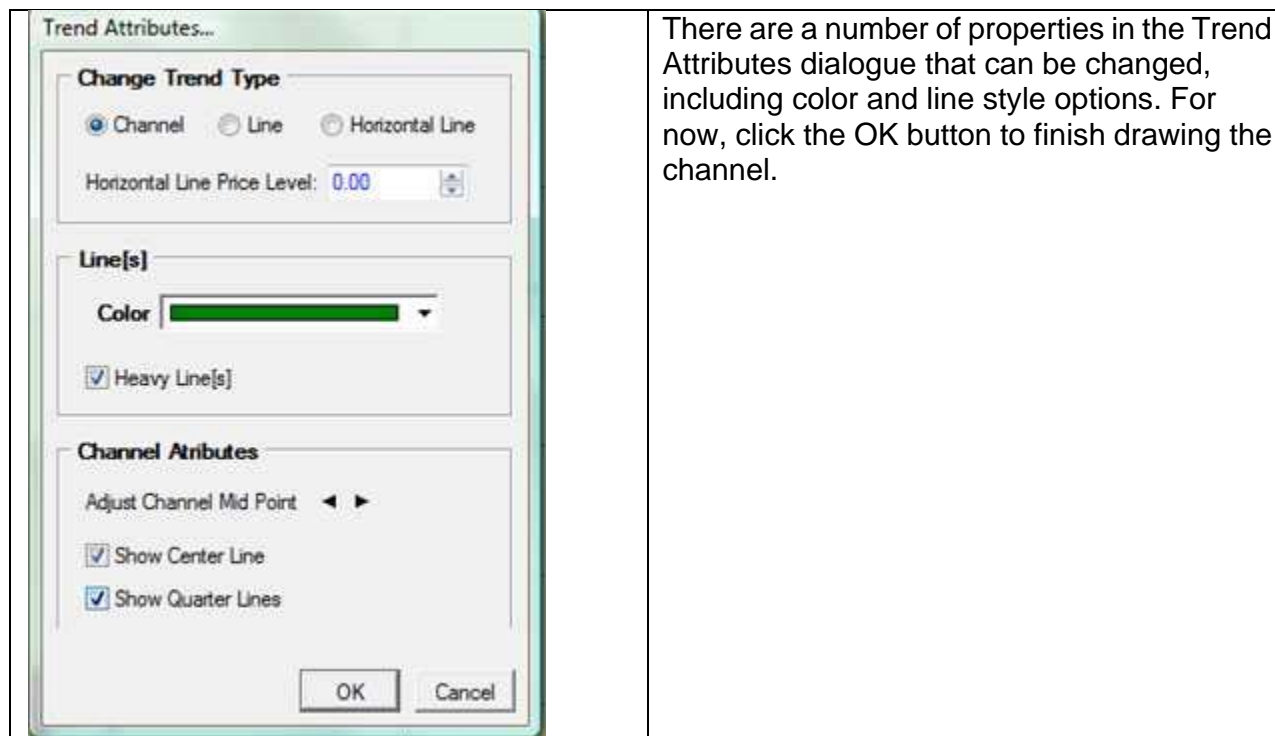 Trend Attributes...
Change Trend Type
Channel Line Horizontal Line
Horizontal Line Price Level: 0.00
Line[s]
Color
Heavy Line[s]
Channel Atributes
Adjust Channel Mid Point
Show Center Line
Show Quarter Lines
OK Cancel
There are a number of properties in the Trend
Attributes dialogue that can be changed,
including color and line style options. For
now, click the OK button to finish drawing the
channel.